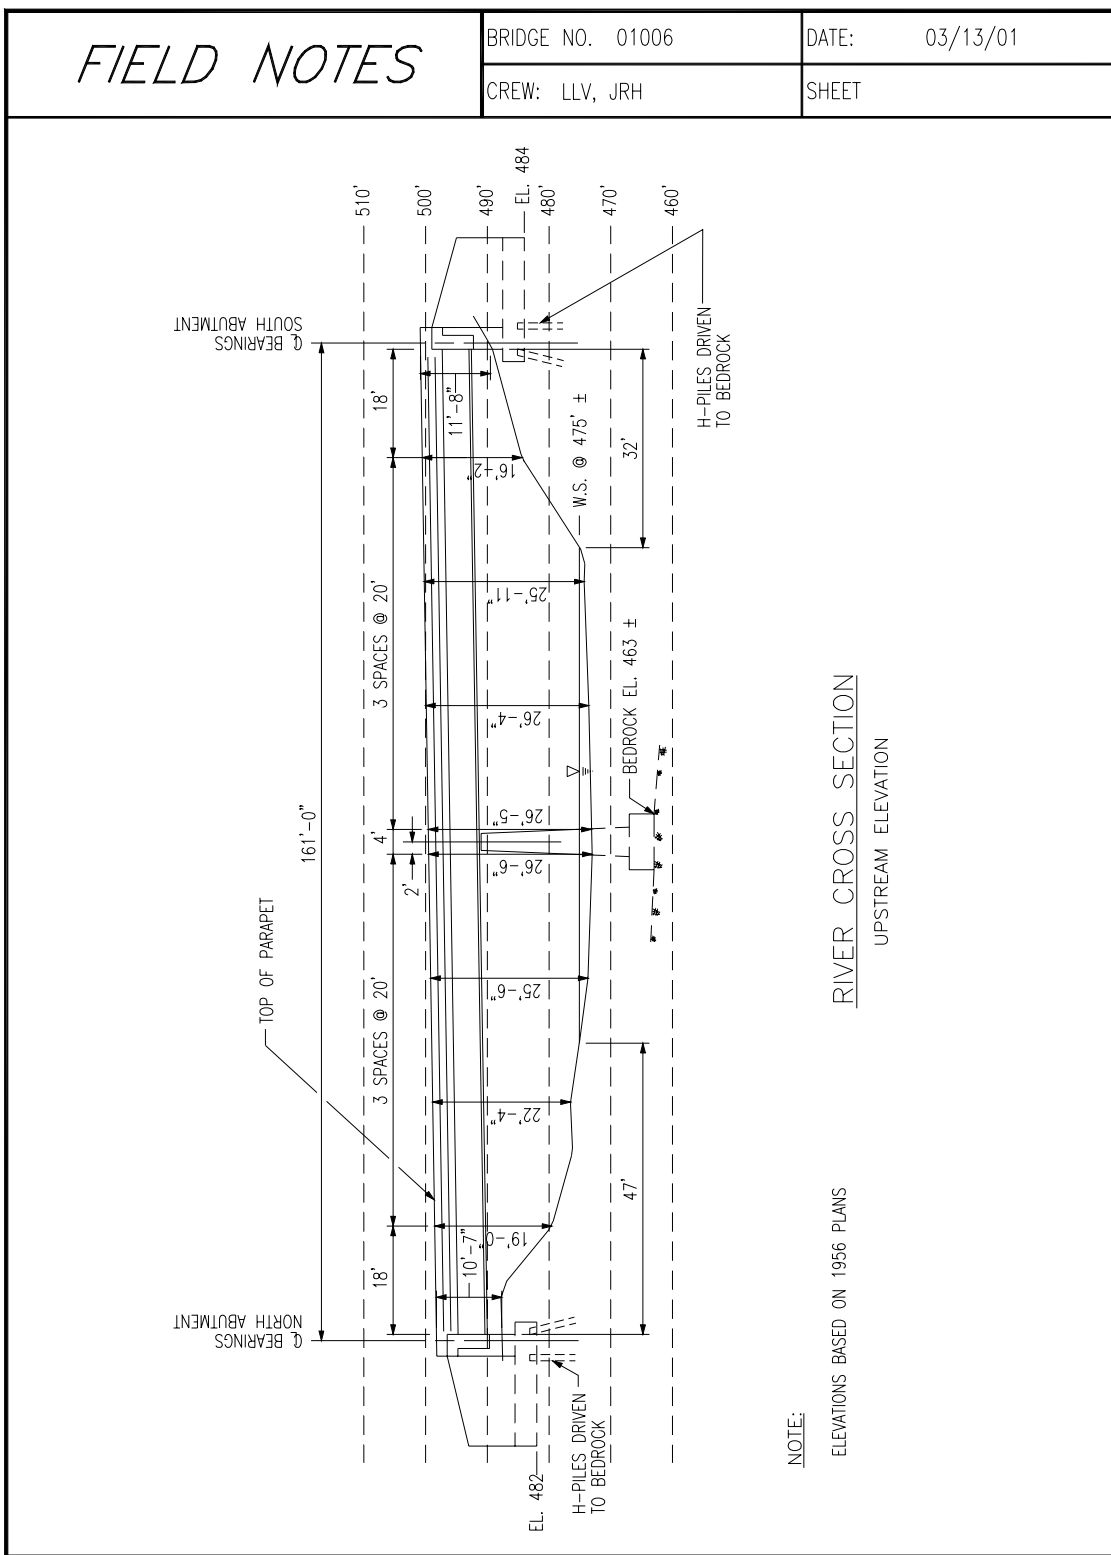 FIELD NOTES
BRIDGE NO. 01006
DATE: 03/13/01
CREW: LLV, JRH
SHEET
510'
500'
490'
EL. 484
480'
470'
460'
℄ BEARINGS
SOUTH ABUTMENT
H-PILES DRIVEN
TO BEDROCK
18'
11'-8"
16'-2"
W.S. @ 475' ±
32'
3 SPACES @ 20'
25'-11"
26'-4"
BEDROCK EL. 463 ±
161'-0"
4'
2'
26'-5"
26'-6"
TOP OF PARAPET
3 SPACES @ 20'
25'-6"
22'-4"
47'
19'-0"
10'-7"
18'
℄ BEARINGS
NORTH ABUTMENT
EL. 482
H-PILES DRIVEN
TO BEDROCK
RIVER CROSS SECTION
UPSTREAM ELEVATION
NOTE:
ELEVATIONS BASED ON 1956 PLANS